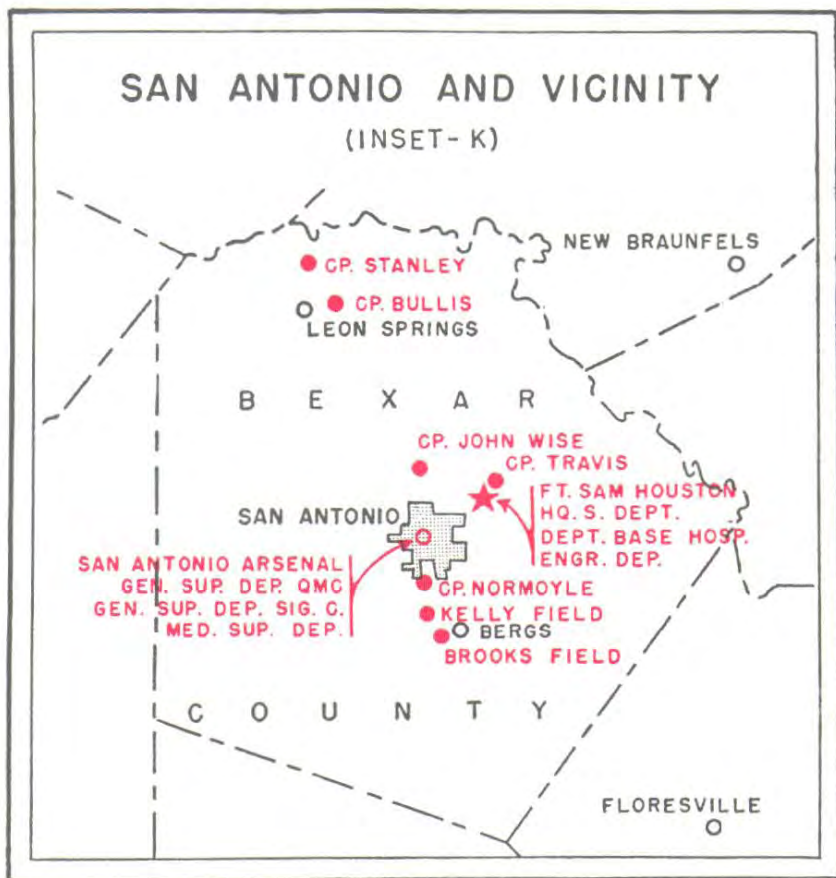 SAN ANTONIO AND VICINITY
(INSET-K)
NEW BRAUNFELS
CP. STANLEY
CP. BULLIS
LEON SPRINGS
BEXAR
CP. JOHN WISE
CP. TRAVIS
FT. SAM HOUSTON
HQ. S. DEPT.
DEPT. BASE HOSP.
ENGR. DEP.
SAN ANTONIO
SAN ANTONIO ARSENAL
GEN. SUP. DEP. QMC
GEN. SUP. DEP. SIG. C.
MED. SUP. DEP.
CP. NORMOYLE
KELLY FIELD
BERGS
BROOKS FIELD
COUNTY
FLORESVILLE